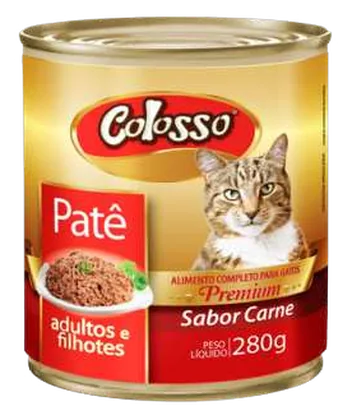 Colosso
Patê
adultos e
filhotes
ALIMENTO COMPLETO PARA GATOS
Premium
Sabor Carne
PESO
LÍQUIDO
280g